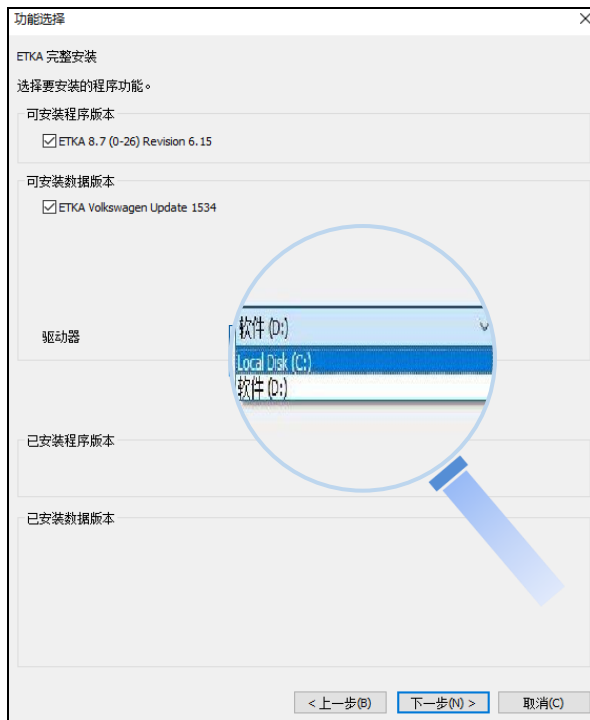 功能选择
ETKA 完整安装
选择要安装的程序功能。
可安装程序版本
ETKA 8.7 (0-26) Revision 6.15
可安装数据版本
ETKA Volkswagen Update 1534
驱动器
软件 (D:)
Local Disk (C:)
软件 (D:)
已安装程序版本
已安装数据版本
< 上一步(B) 下一步(N) > 取消(C)